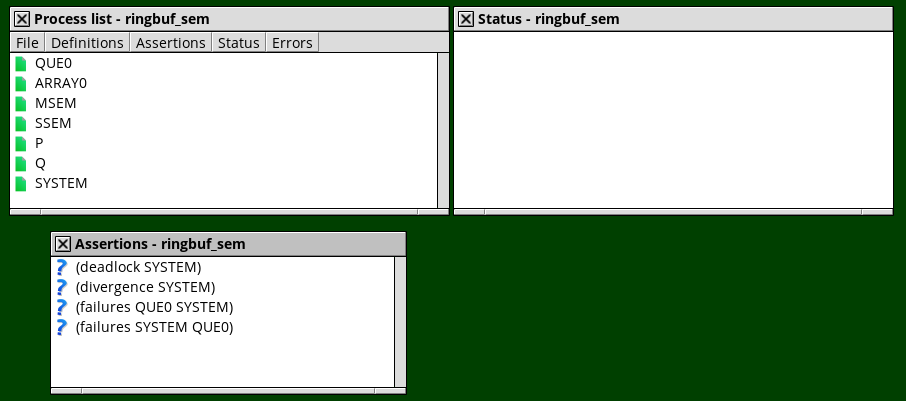 Process list - ringbuf_sem
File Definitions Assertions Status Errors
QUE0
ARRAY0
MSEM
SSEM
P
Q
SYSTEM
Status - ringbuf_sem
Assertions - ringbuf_sem
? (deadlock SYSTEM)
? (divergence SYSTEM)
? (failures QUE0 SYSTEM)
? (failures SYSTEM QUE0)